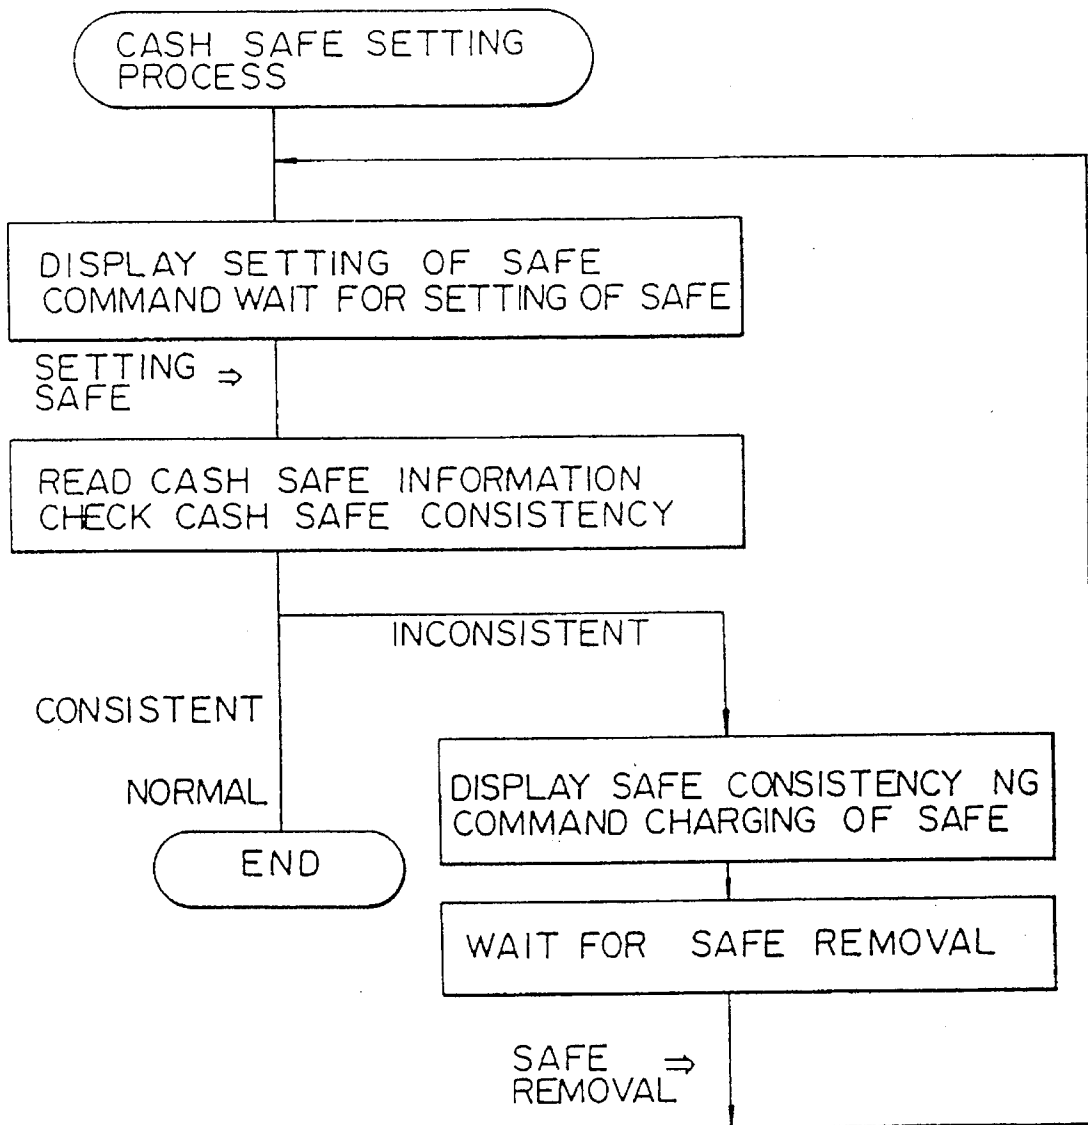 CASH SAFE SETTING
PROCESS
DISPLAY SETTING OF SAFE
COMMAND WAIT FOR SETTING OF SAFE
SETTING ⇒
SAFE
READ CASH SAFE INFORMATION
CHECK CASH SAFE CONSISTENCY
INCONSISTENT
CONSISTENT
NORMAL
END
DISPLAY SAFE CONSISTENCY NG
COMMAND CHARGING OF SAFE
WAIT FOR SAFE REMOVAL
SAFE ⇒
REMOVAL